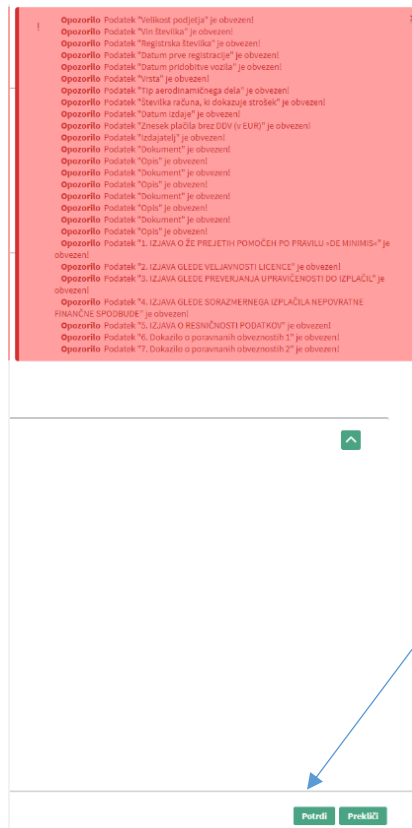 !
Opozorilo Podatek "Velikost podjetja" je obvezen!
Opozorilo Podatek "Vin številka" je obvezen!
Opozorilo Podatek "Registrska številka" je obvezen!
Opozorilo Podatek "Datum prve registracije" je obvezen!
Opozorilo Podatek "Datum pridobitve vozila" je obvezen!
Opozorilo Podatek "Vrsta" je obvezen!
Opozorilo Podatek "Tip aerodinamičnega dela" je obvezen!
Opozorilo Podatek "Številka računa, ki dokazuje strošek" je obvezen!
Opozorilo Podatek "Datum izdaje" je obvezen!
Opozorilo Podatek "Znesek plačila brez DDV (v EUR)" je obvezen!
Opozorilo Podatek "Izdajatelj" je obvezen!
Opozorilo Podatek "Dokument" je obvezen!
Opozorilo Podatek "Opis" je obvezen!
Opozorilo Podatek "Dokument" je obvezen!
Opozorilo Podatek "Opis" je obvezen!
Opozorilo Podatek "Dokument" je obvezen!
Opozorilo Podatek "Opis" je obvezen!
Opozorilo Podatek "Dokument" je obvezen!
Opozorilo Podatek "Opis" je obvezen!
Opozorilo Podatek "1. IZJAVA O ŽE PREJETIH POMOČEH PO PRAVILU »DE MINIMIS«" je
obvezen!
Opozorilo Podatek "2. IZJAVA GLEDE VELJAVNOSTI LICENCE" je obvezen!
Opozorilo Podatek "3. IZJAVA GLEDE PREVERJANJA UPRAVIČENOSTI DO IZPLAČIL" je
obvezen!
Opozorilo Podatek "4. IZJAVA GLEDE SORAZMERNEGA IZPLAČILA NEPOVRATNE
FINANČNE SPODBUDE" je obvezen!
Opozorilo Podatek "5. IZJAVA O RESNIČNOSTI PODATKOV" je obvezen!
Opozorilo Podatek "6. Dokazilo o poravnanih obveznostih 1" je obvezen!
Opozorilo Podatek "7. Dokazilo o poravnanih obveznostih 2" je obvezen!
Potrdi Prekliči